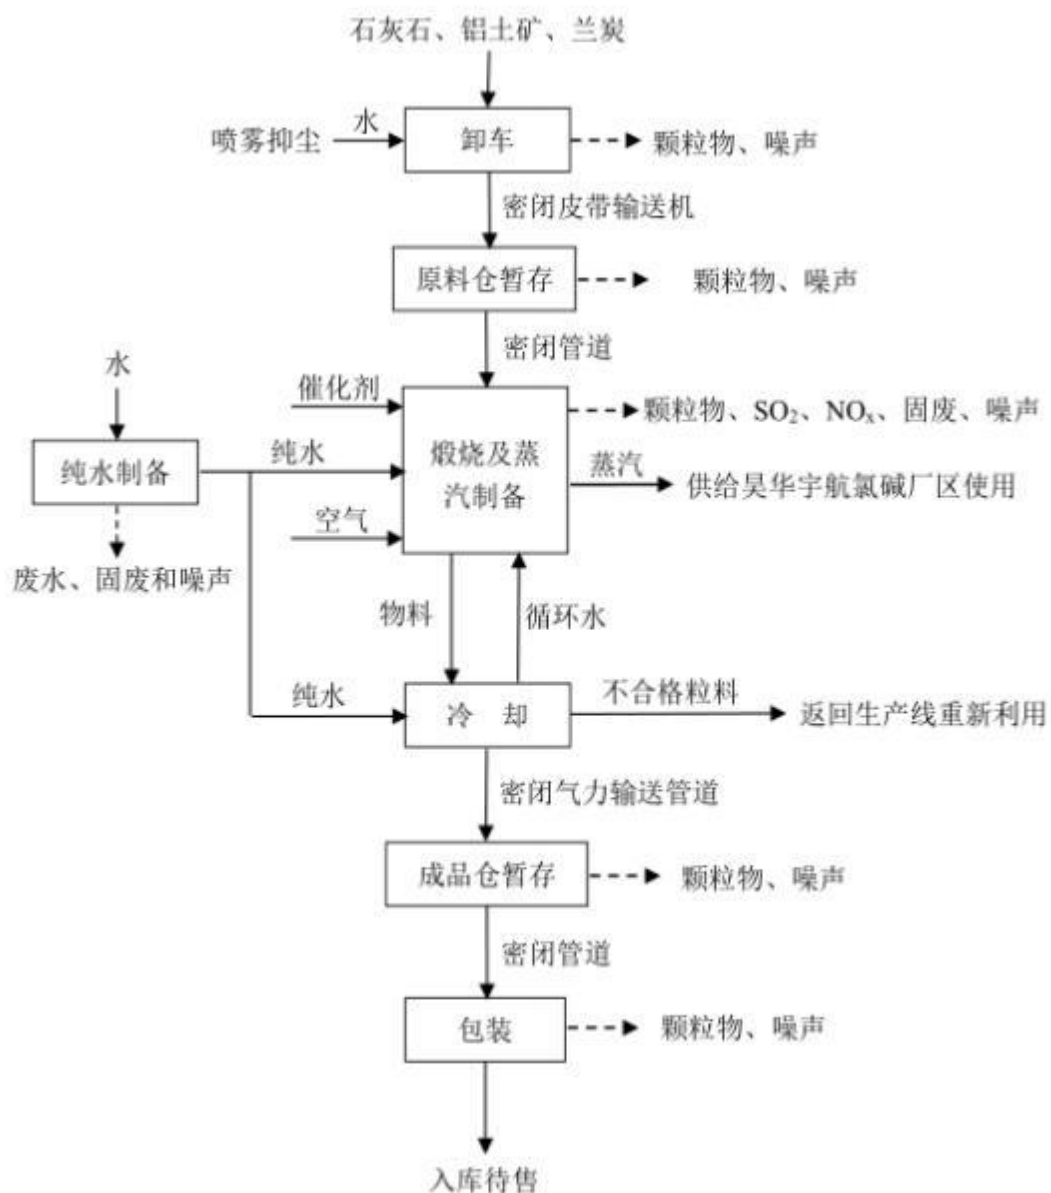 石灰石、铝土矿、兰炭
水
喷雾抑尘
卸车
颗粒物、噪声
密闭皮带输送机
原料仓暂存
颗粒物、噪声
密闭管道
水
催化剂
颗粒物、SO₂、NOₓ、固废、噪声
纯水制备
纯水
煅烧及蒸
汽制备
蒸汽
供给昊华宇航氯碱厂区使用
空气
废水、固废和噪声
物料
循环水
纯水
冷 却
不合格粒料
返回生产线重新利用
密闭气力输送管道
成品仓暂存
颗粒物、噪声
密闭管道
包装
颗粒物、噪声
入库待售